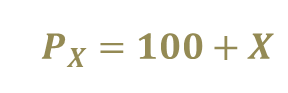 P_X = 100 + X